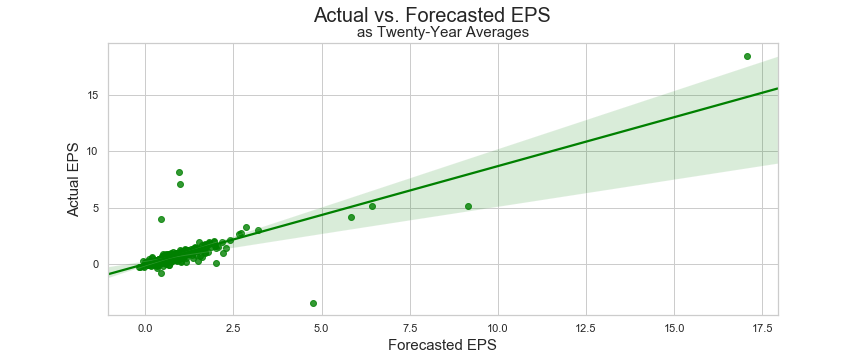 Actual vs. Forecasted EPS
as Twenty-Year Averages
Actual EPS
15
10
5
0
0.0 2.5 5.0 7.5 10.0 12.5 15.0 17.5
Forecasted EPS